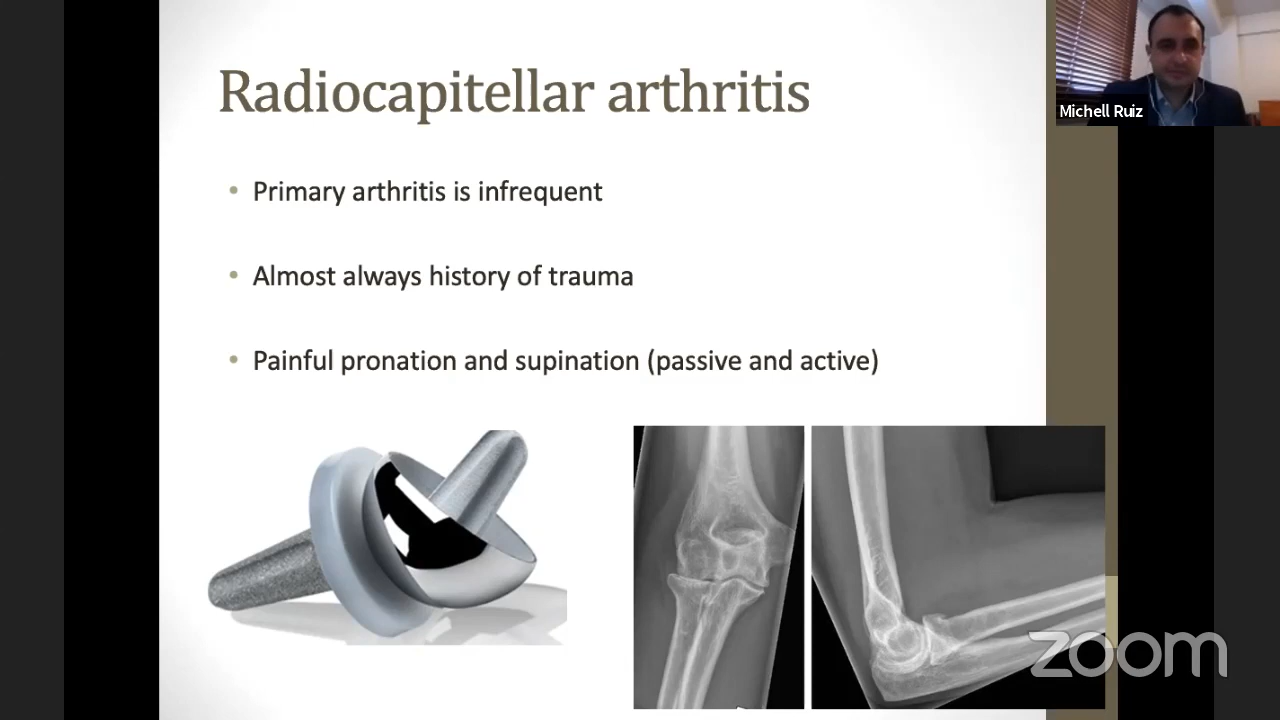 Radiocapitellar arthritis
Michell Ruiz
• Primary arthritis is infrequent
• Almost always history of trauma
• Painful pronation and supination (passive and active)
zoom